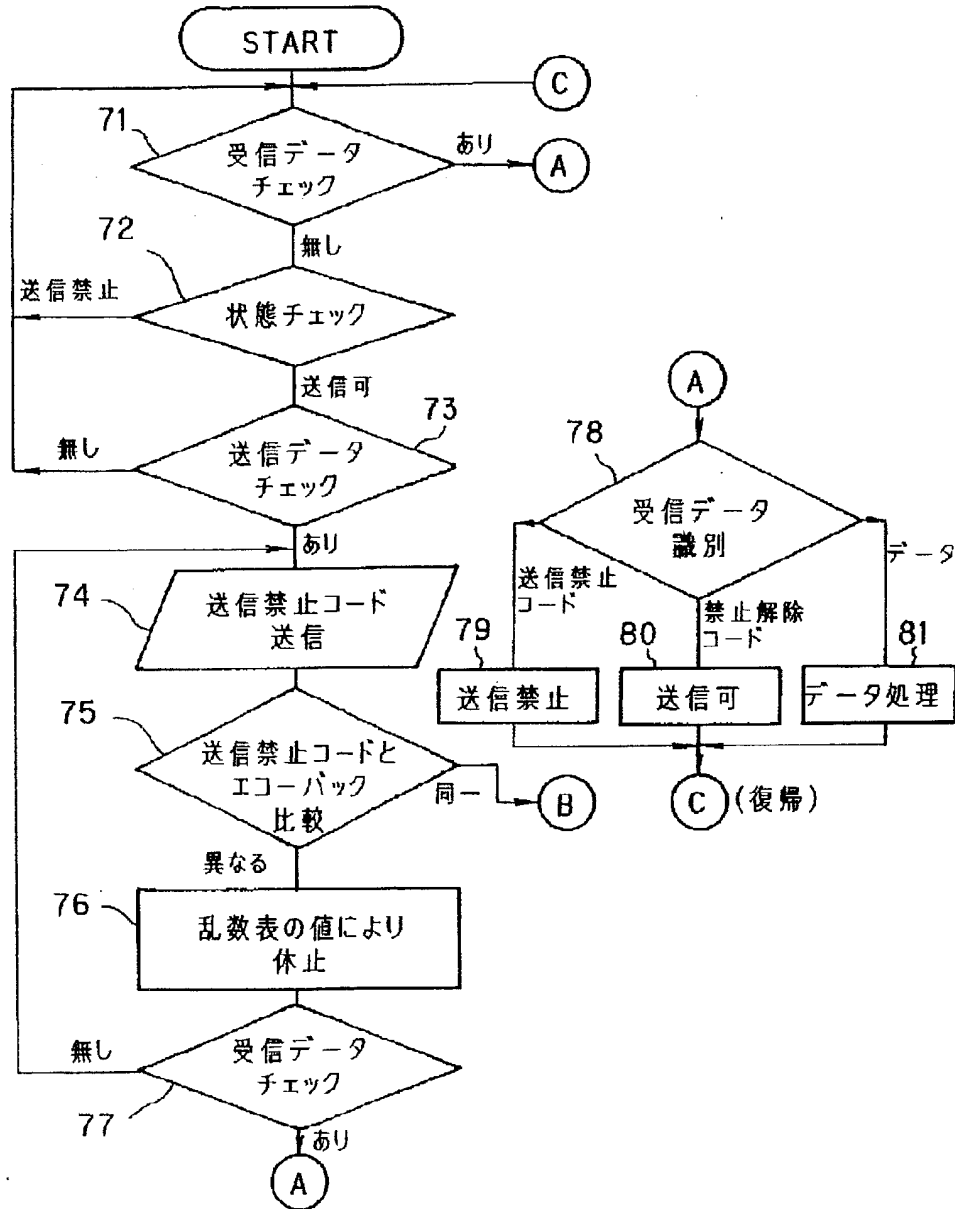 START
C
71
受信データ
チェック
あり
A
無し
72
送信禁止
状態チェック
送信可
73
無し
送信データ
チェック
あり
74
送信禁止コード
送信
75
送信禁止コードと
エコーバック
比較
同一
B
異なる
76
乱数表の値により
休止
無し
受信データ
チェック
77
あり
A
A
78
受信データ
識別
送信禁止
コード
禁止解除
コード
データ
79
送信禁止
80
送信可
81
データ処理
C
(復帰)